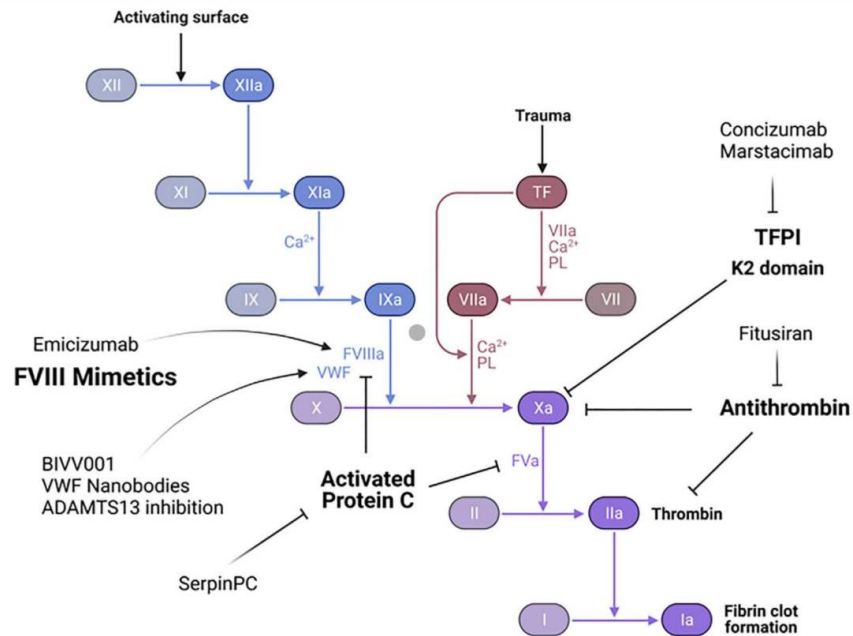 Activating surface
XII
XIIa
Trauma
Concizumab
Marstacimab
XI
XIa
TF
Ca²⁺
VIIa
Ca²⁺
PL
TFPI
K2 domain
IX
IXa
VIIa
VII
Emicizumab
FVIII Mimetics
FVIIIa
VWF
Ca²⁺
PL
Fitusiran
X
Xa
Antithrombin
BIVV001
VWF Nanobodies
ADAMTS13 inhibition
Activated
Protein C
FVa
II
IIa
Thrombin
SerpinPC
I
Ia
Fibrin clot
formation